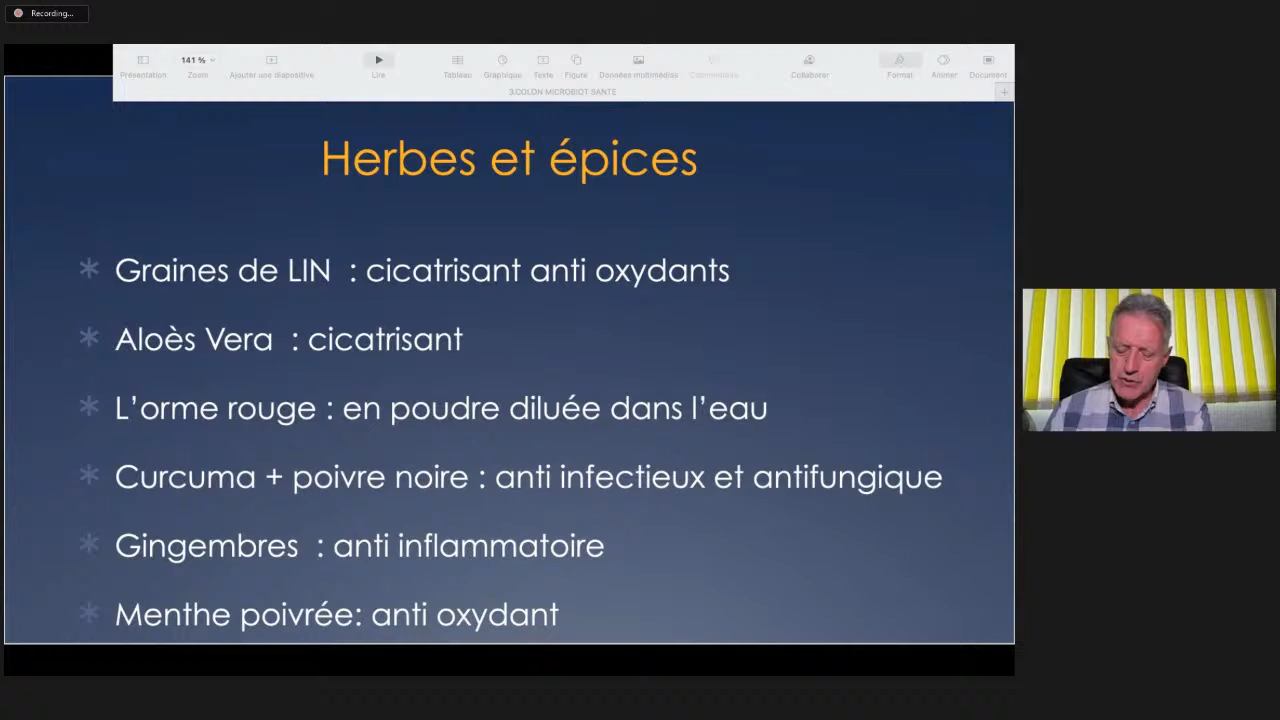 Recording...
141 %
Présentation Zoom Ajouter une diapositive Lire Tableau Graphique Texte Figure Données multimédias Commentaire Collaborer Format Animer Document
3.COLON MICROBIOT SANTE
Herbes et épices
* Graines de LIN : cicatrisant anti oxydants
* Aloès Vera : cicatrisant
* L’orme rouge : en poudre diluée dans l’eau
* Curcuma + poivre noire : anti infectieux et antifungique
* Gingembres : anti inflammatoire
* Menthe poivrée: anti oxydant